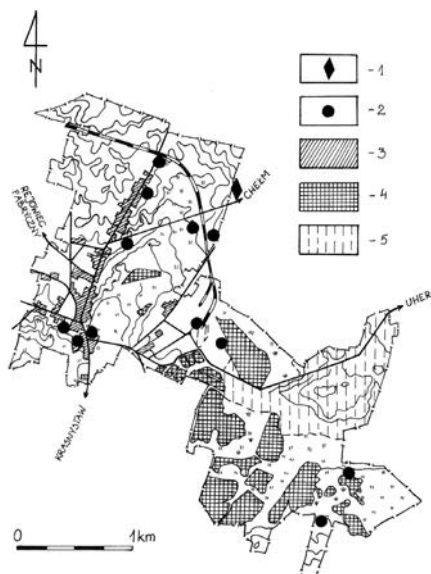 N
- 1
- 2
- 3
- 4
- 5
CHEŁM
REJOWIEC
FABRYCZNY
UHER
KRASNYSTAW
0 1km